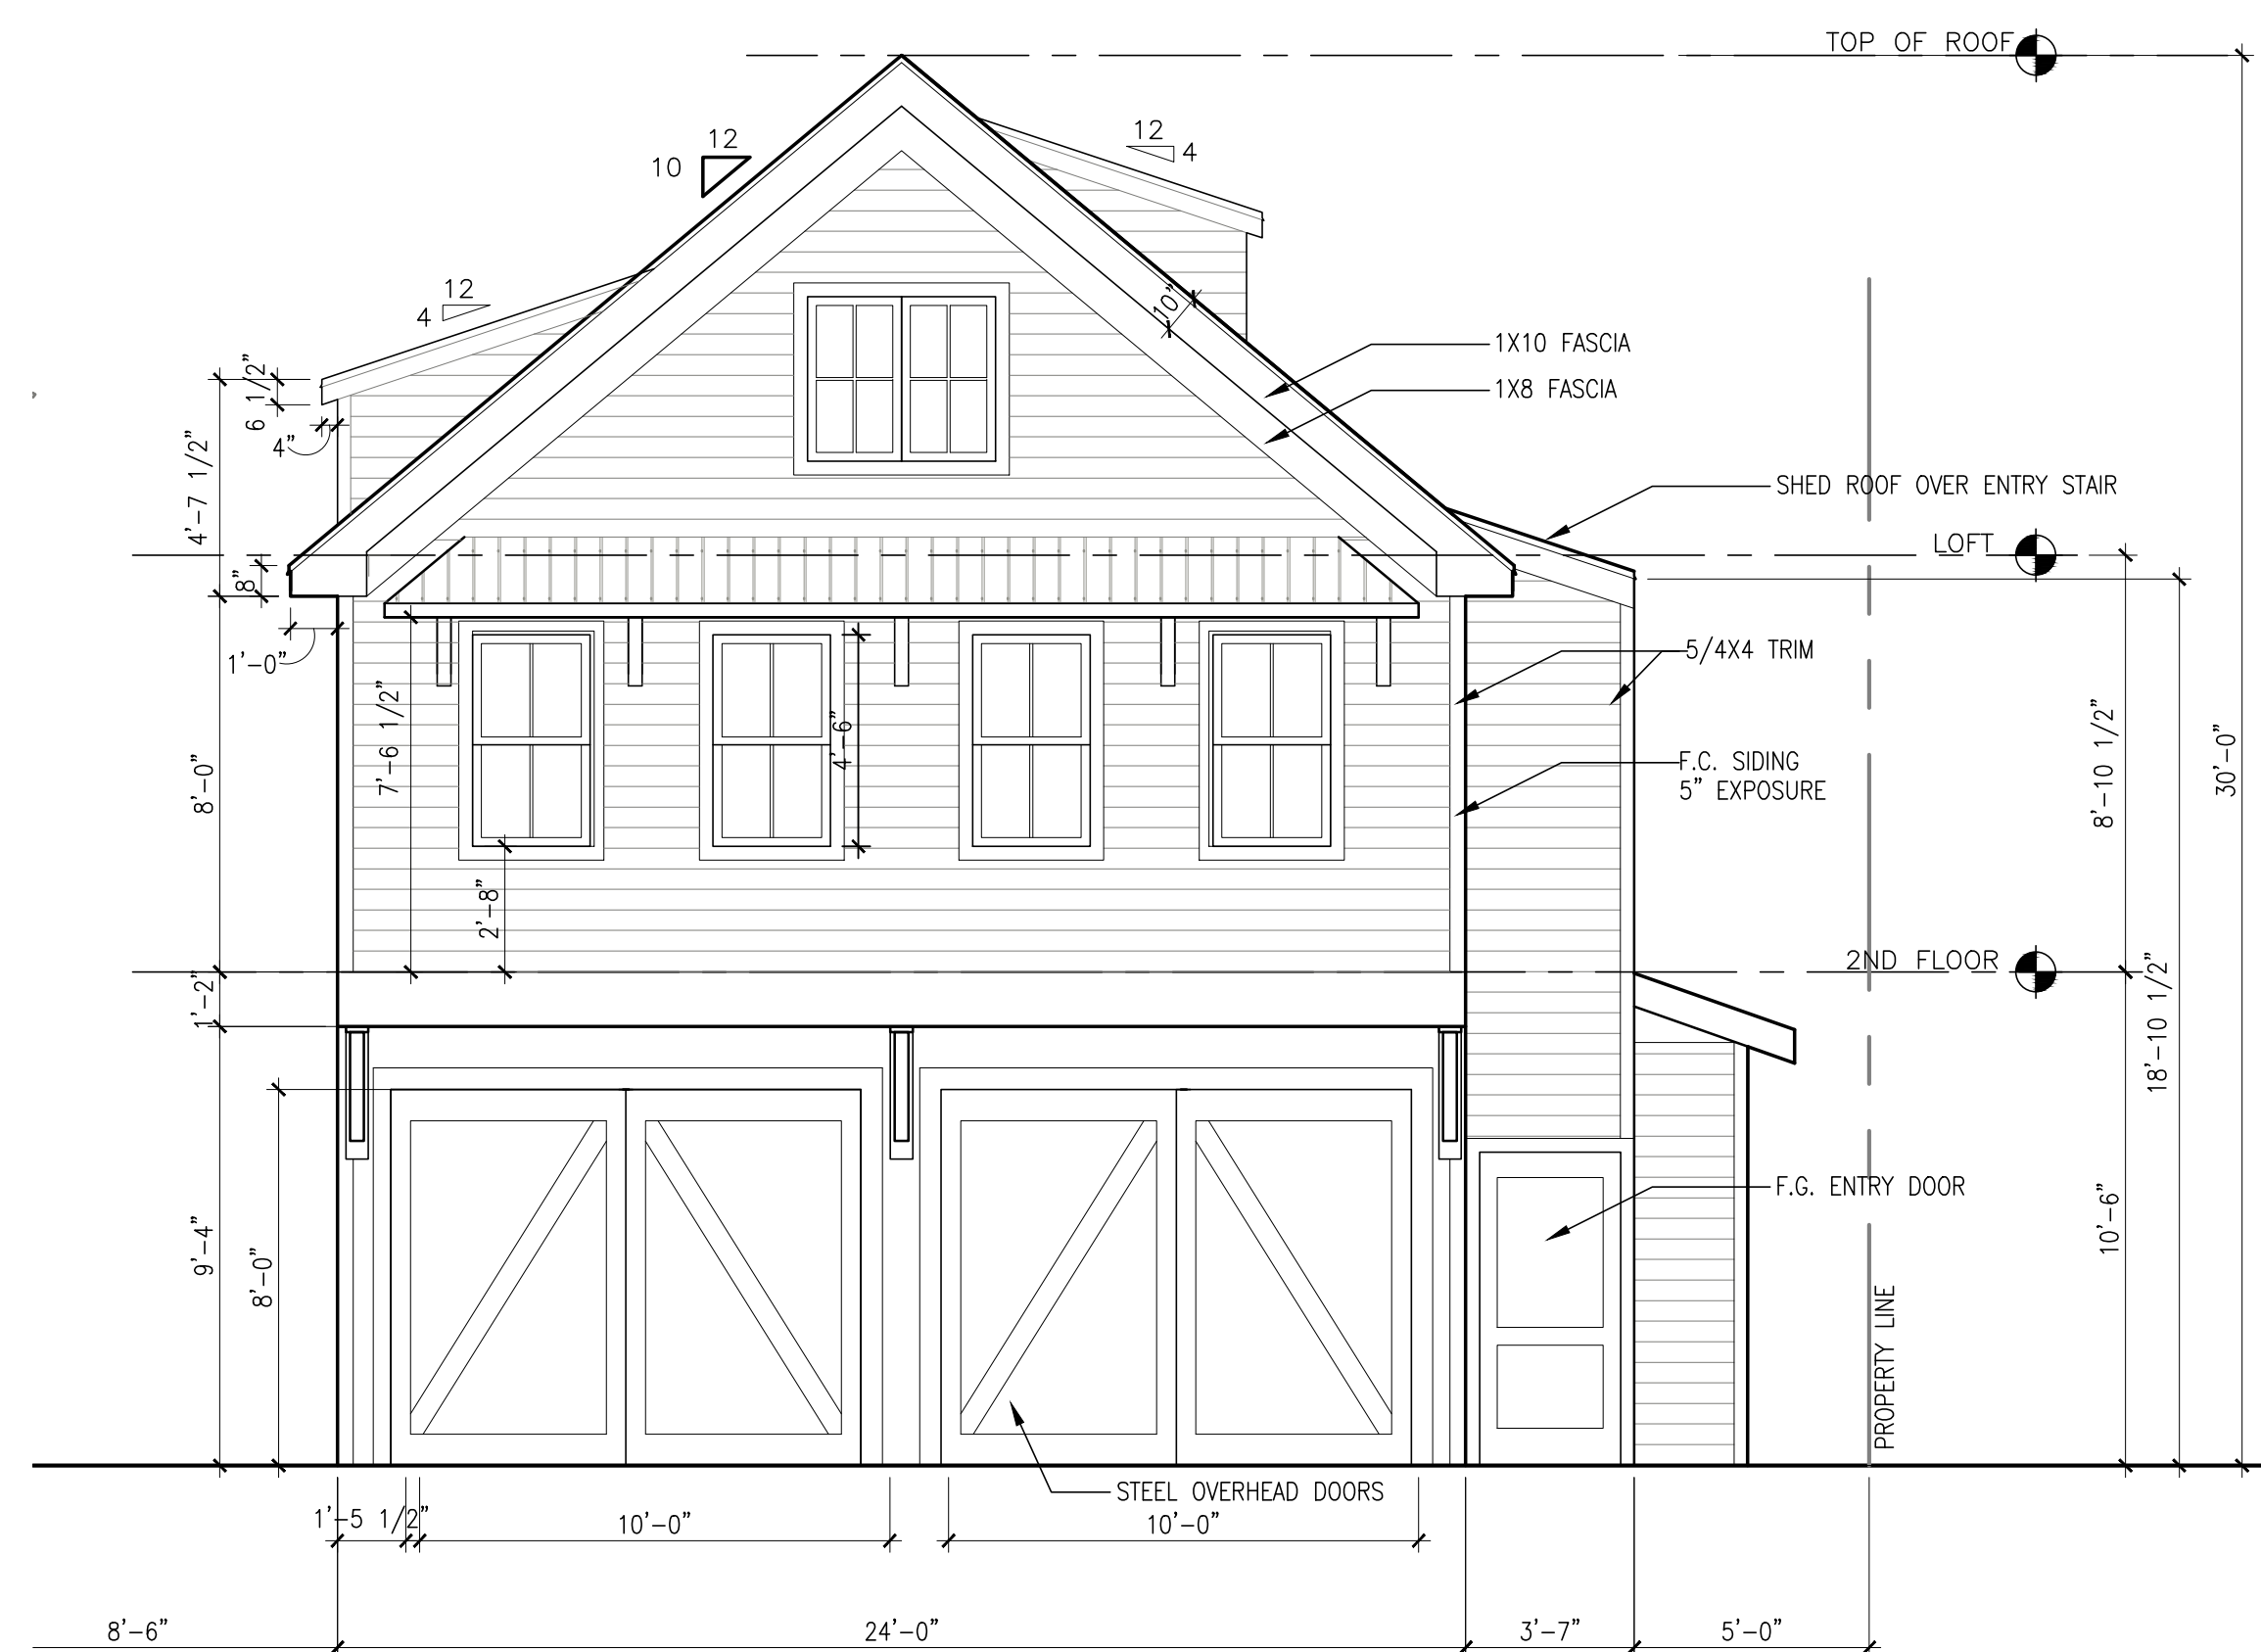 TOP OF ROOF
12
10
12
4
12
4
10”
1X10 FASCIA
1X8 FASCIA
6 1/2”
4”
4’-7 1/2”
8”
1’-0”
SHED ROOF OVER ENTRY STAIR
LOFT
5/4X4 TRIM
F.C. SIDING
5” EXPOSURE
7’-6 1/2”
4’-6”
8’-0”
2’-8”
8’-10 1/2”
30’-0”
2ND FLOOR
1’-2”
18’-10 1/2”
9’-4”
8’-0”
10’-6”
F.G. ENTRY DOOR
PROPERTY LINE
STEEL OVERHEAD DOORS
1’-5 1/2”
10’-0”
10’-0”
8’-6”
24’-0”
3’-7”
5’-0”